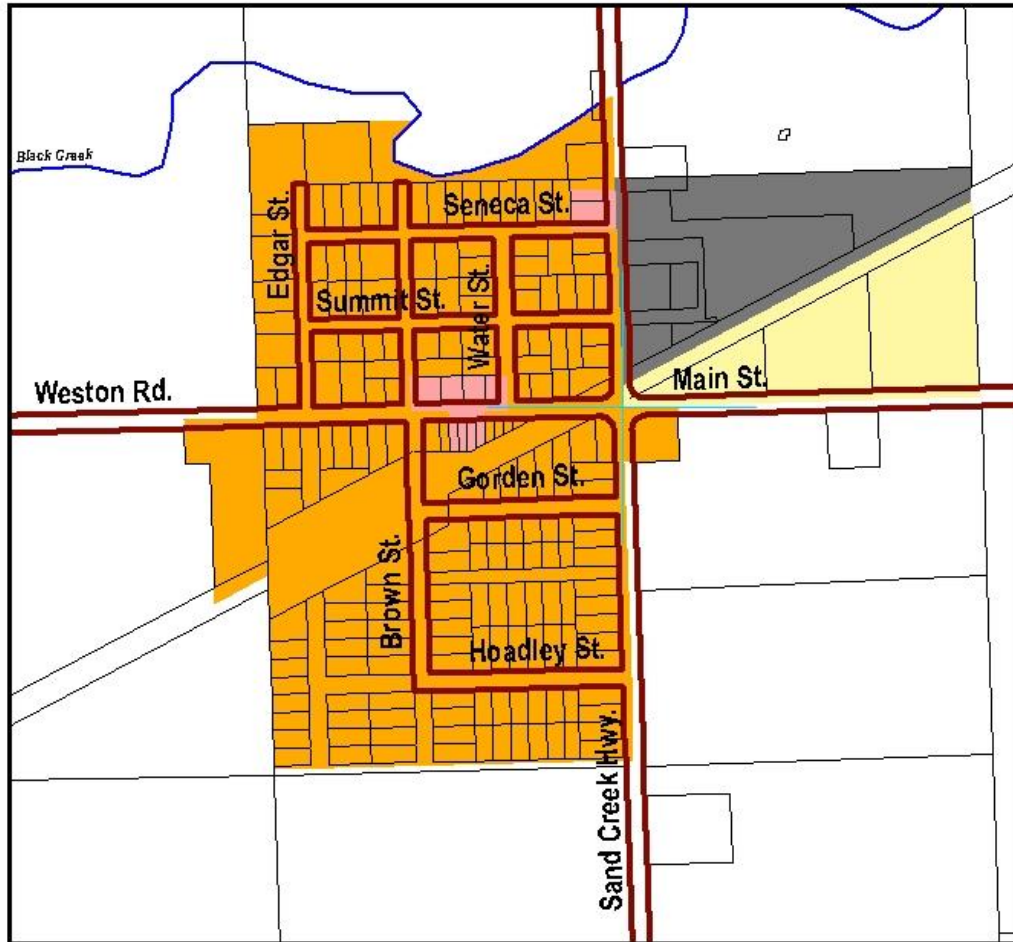 Black Creek
Seneca St.
Edgar St.
Summit St.
Water St.
Weston Rd.
Main St.
Gorden St.
Brown St.
Hoadley St.
Sand Creek Hwy.